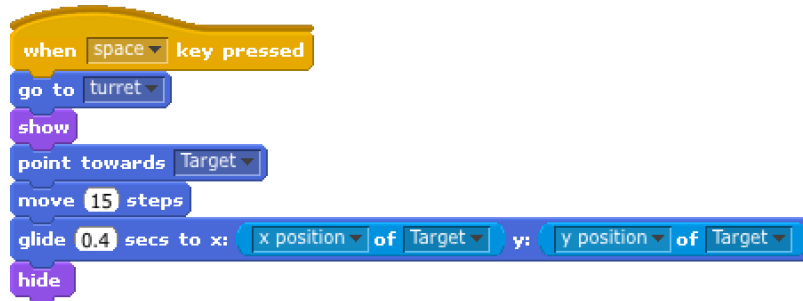 when space key pressed
go to turret
show
point towards Target
move 15 steps
glide 0.4 secs to x: x position of Target y: y position of Target
hide